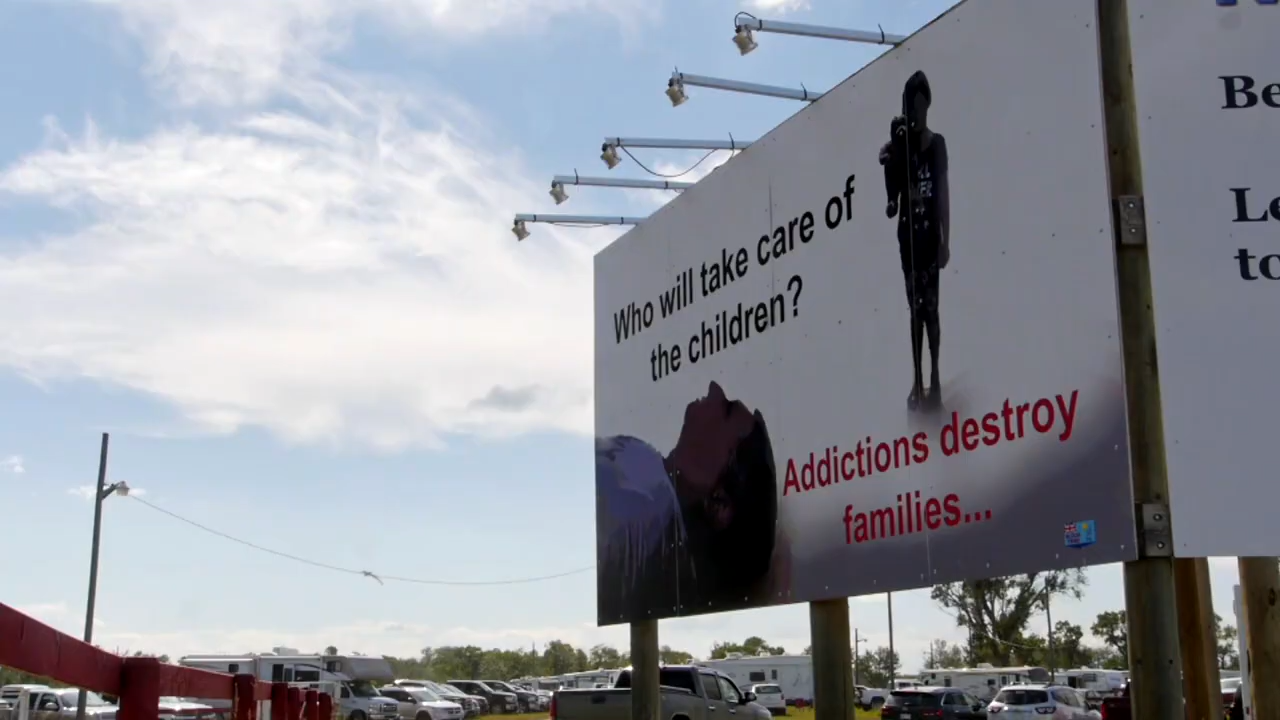 Who will take care of
the children?
Addictions destroy
families...
Be
Le
to